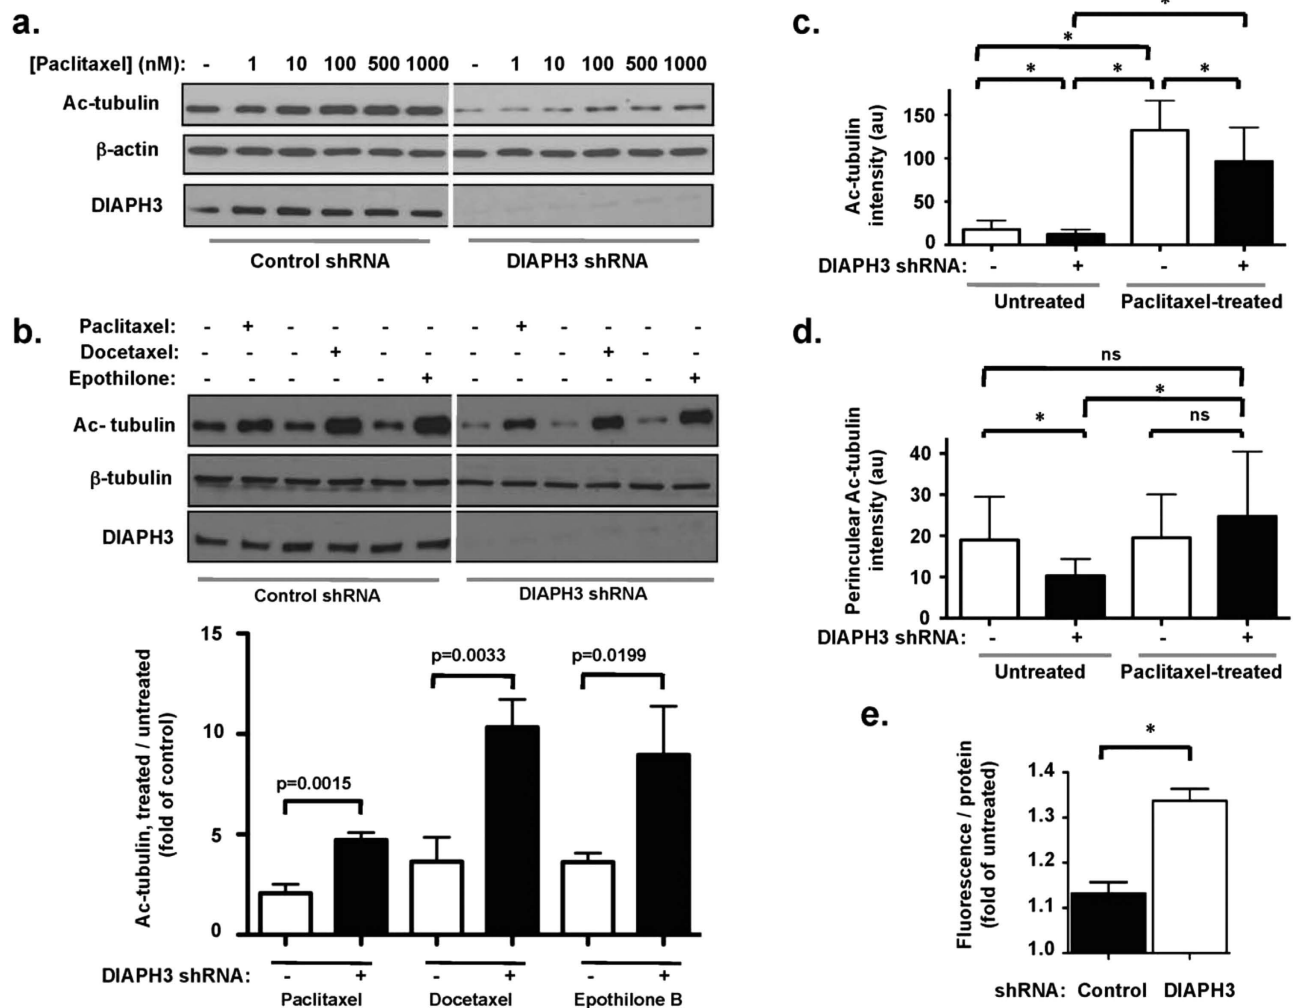 a.
[Paclitaxel] (nM): - 1 10 100 500 1000 - 1 10 100 500 1000
Ac-tubulin
β-actin
DIAPH3
Control shRNA DIAPH3 shRNA
b.
Paclitaxel: - + - - - - - + - - - -
Docetaxel: - - - + - - - - - + - -
Epothilone: - - - - - + - - - - - +
Ac- tubulin
β-tubulin
DIAPH3
Control shRNA DIAPH3 shRNA
Ac-tubulin, treated / untreated
(fold of control)
15
10
5
0
p=0.0015
p=0.0033
p=0.0199
DIAPH3 shRNA: - + - + - +
Paclitaxel Docetaxel Epothilone B
c.
*
*
* * *
Ac-tubulin
intensity (au)
150
100
50
0
DIAPH3 shRNA: - + - +
Untreated Paclitaxel-treated
d.
ns
*
* ns
Perinculear Ac-tubulin
intensity (au)
40
30
20
10
0
DIAPH3 shRNA: - + - +
Untreated Paclitaxel-treated
e.
*
Fluorescence / protein
(fold of untreated)
1.4
1.3
1.2
1.1
1.0
shRNA: Control DIAPH3